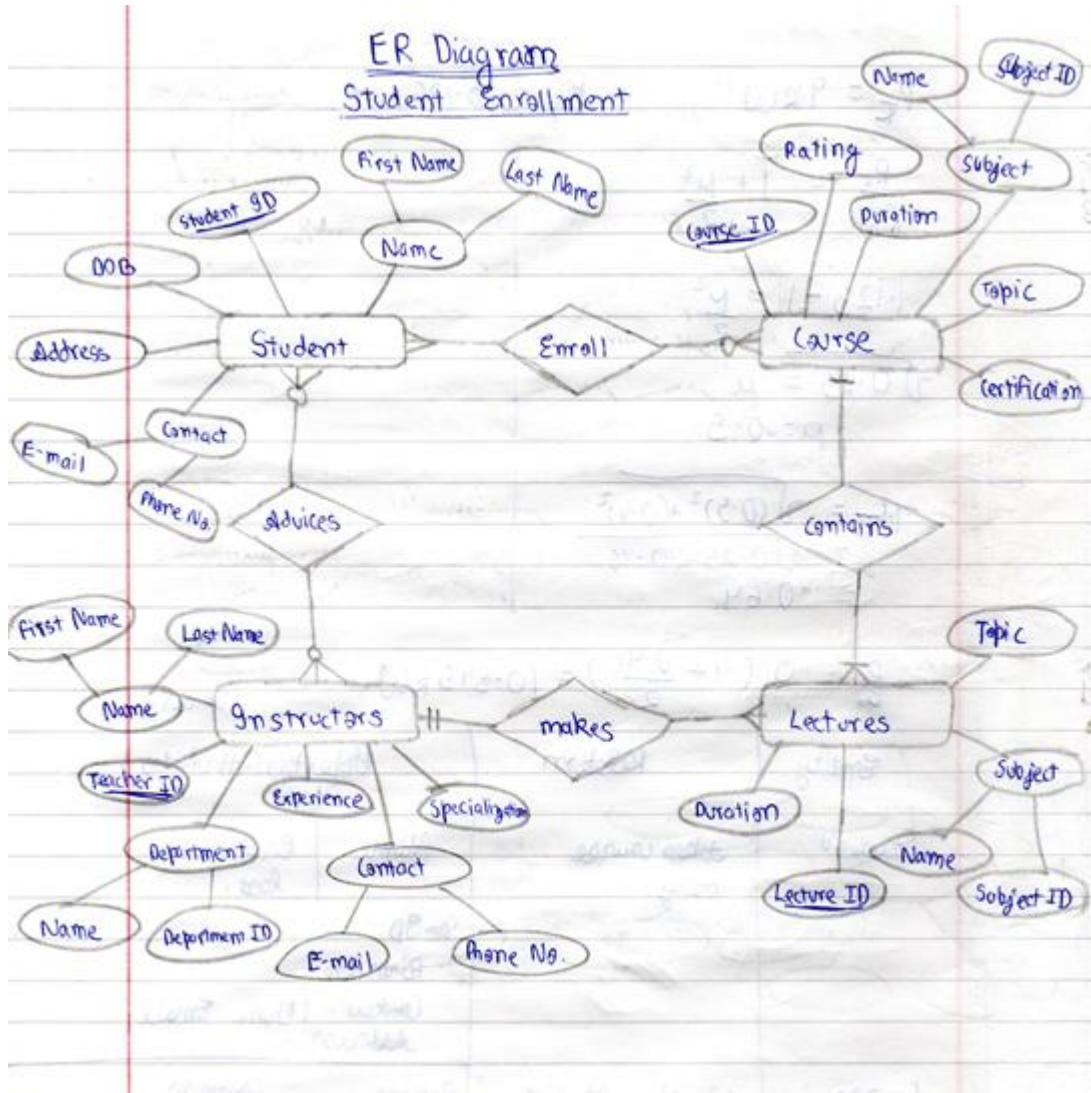 ER Diagram
Student Enrollment
Name
Subject ID
Rating
Subject
First Name
Last Name
Student ID
Name
Course ID
Duration
DOB
Topic
Address
Student
Enroll
Course
Certification
Contact
E-mail
Phone No.
Advices
Contains
First Name
Last Name
Topic
Name
Instructors
makes
Lectures
Teacher ID
Experience
Specialization
Duration
Subject
Department
Contact
Name
Lecture ID
Subject ID
Name
Department ID
E-mail
Phone No.